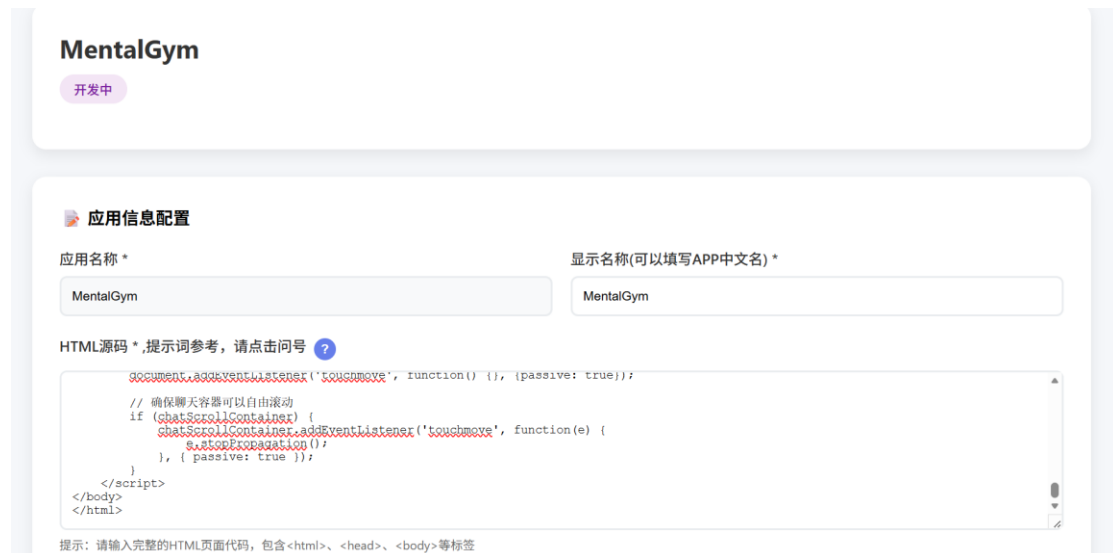 MentalGym
开发中
📝 应用信息配置
应用名称 *
显示名称(可以填写APP中文名) *
MentalGym
MentalGym
HTML源码 * ,提示词参考，请点击问号 ?
document.addEventListener('touchmove', function() {}, {passive: true});
// 确保聊天容器可以自由滚动
if (chatScrollContainer) {
chatScrollContainer.addEventListener('touchmove', function(e) {
e.stopPropagation();
}, { passive: true });
}
</script>
</body>
</html>
提示：请输入完整的HTML页面代码，包含<html>、<head>、<body>等标签